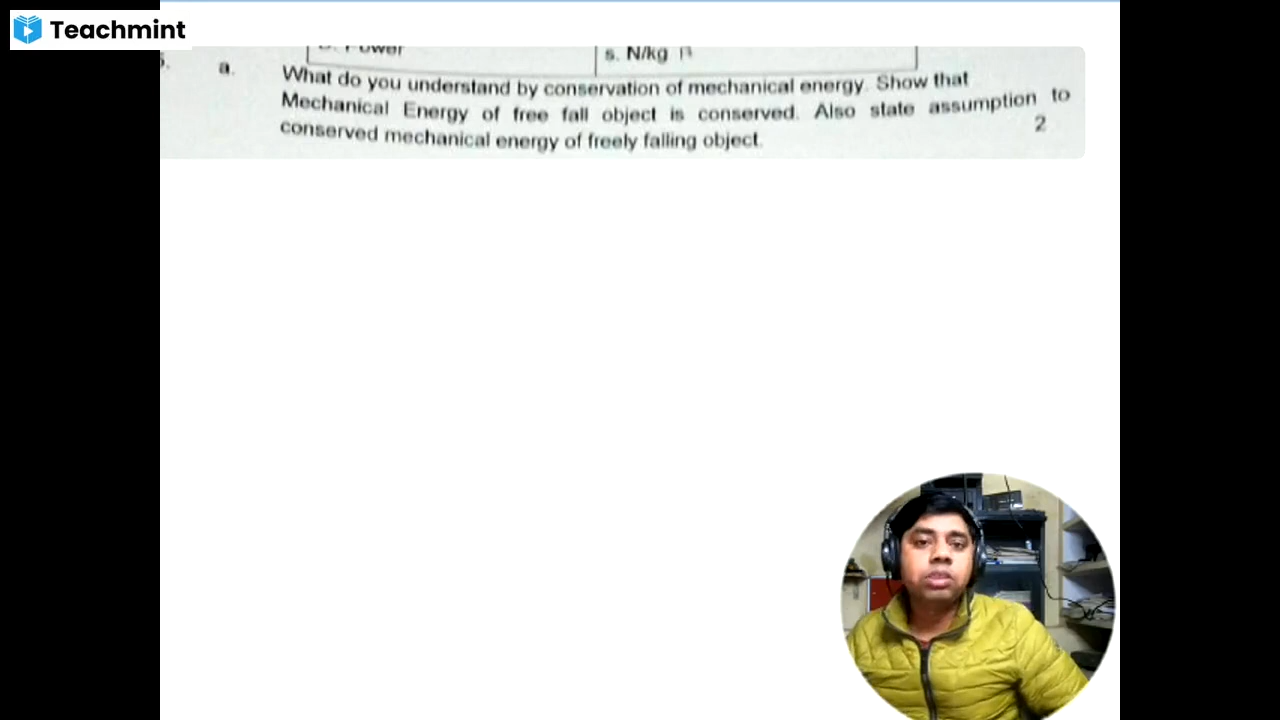 Teachmint
s. N/kg
a. What do you understand by conservation of mechanical energy. Show that
Mechanical Energy of free fall object is conserved. Also state assumption to
conserved mechanical energy of freely falling object. 2